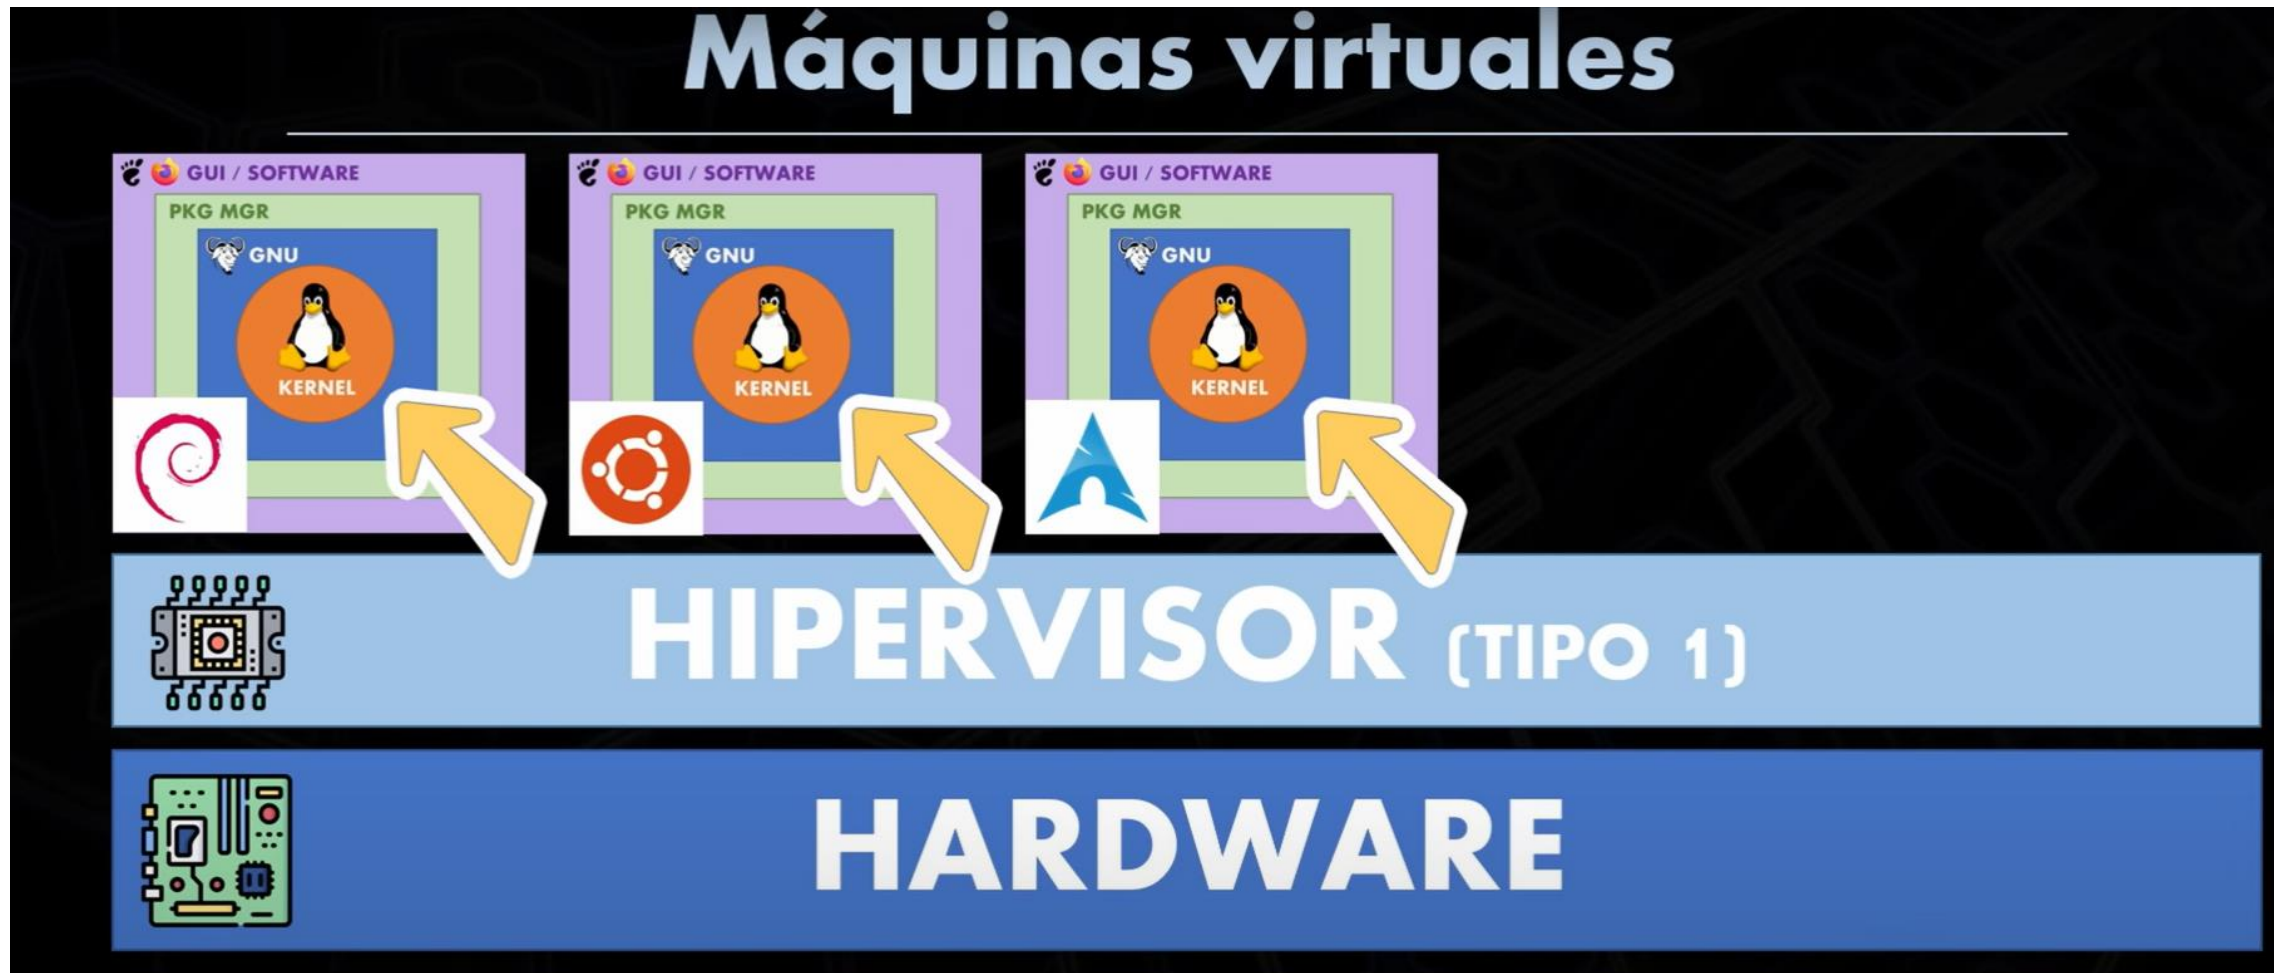 Máquinas virtuales
GUI / SOFTWARE
PKG MGR
GNU
KERNEL
GUI / SOFTWARE
PKG MGR
GNU
KERNEL
GUI / SOFTWARE
PKG MGR
GNU
KERNEL
HIPERVISOR (TIPO 1)
HARDWARE